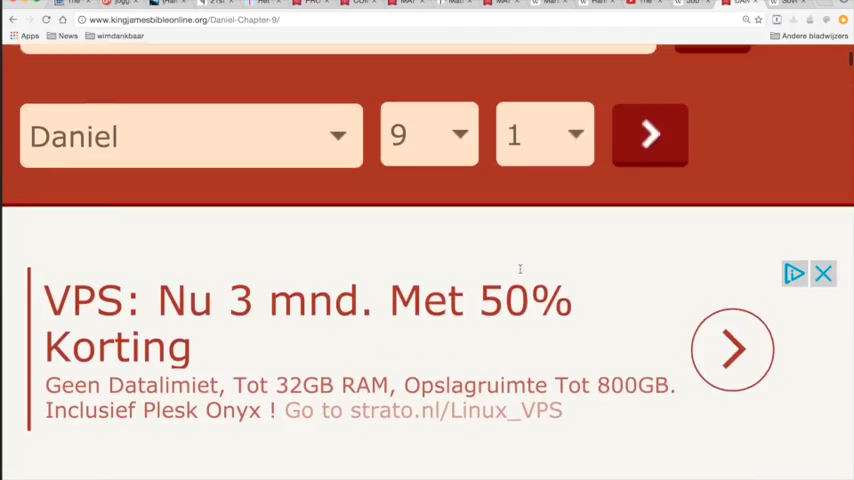 www.kingjamesbibleonline.org/Daniel-Chapter-9/
Apps News wimdankbaar Andere bladwijzers
Daniel 9 1
VPS: Nu 3 mnd. Met 50%
Korting
Geen Datalimiet, Tot 32GB RAM, Opslagruimte Tot 800GB.
Inclusief Plesk Onyx ! Go to strato.nl/Linux_VPS